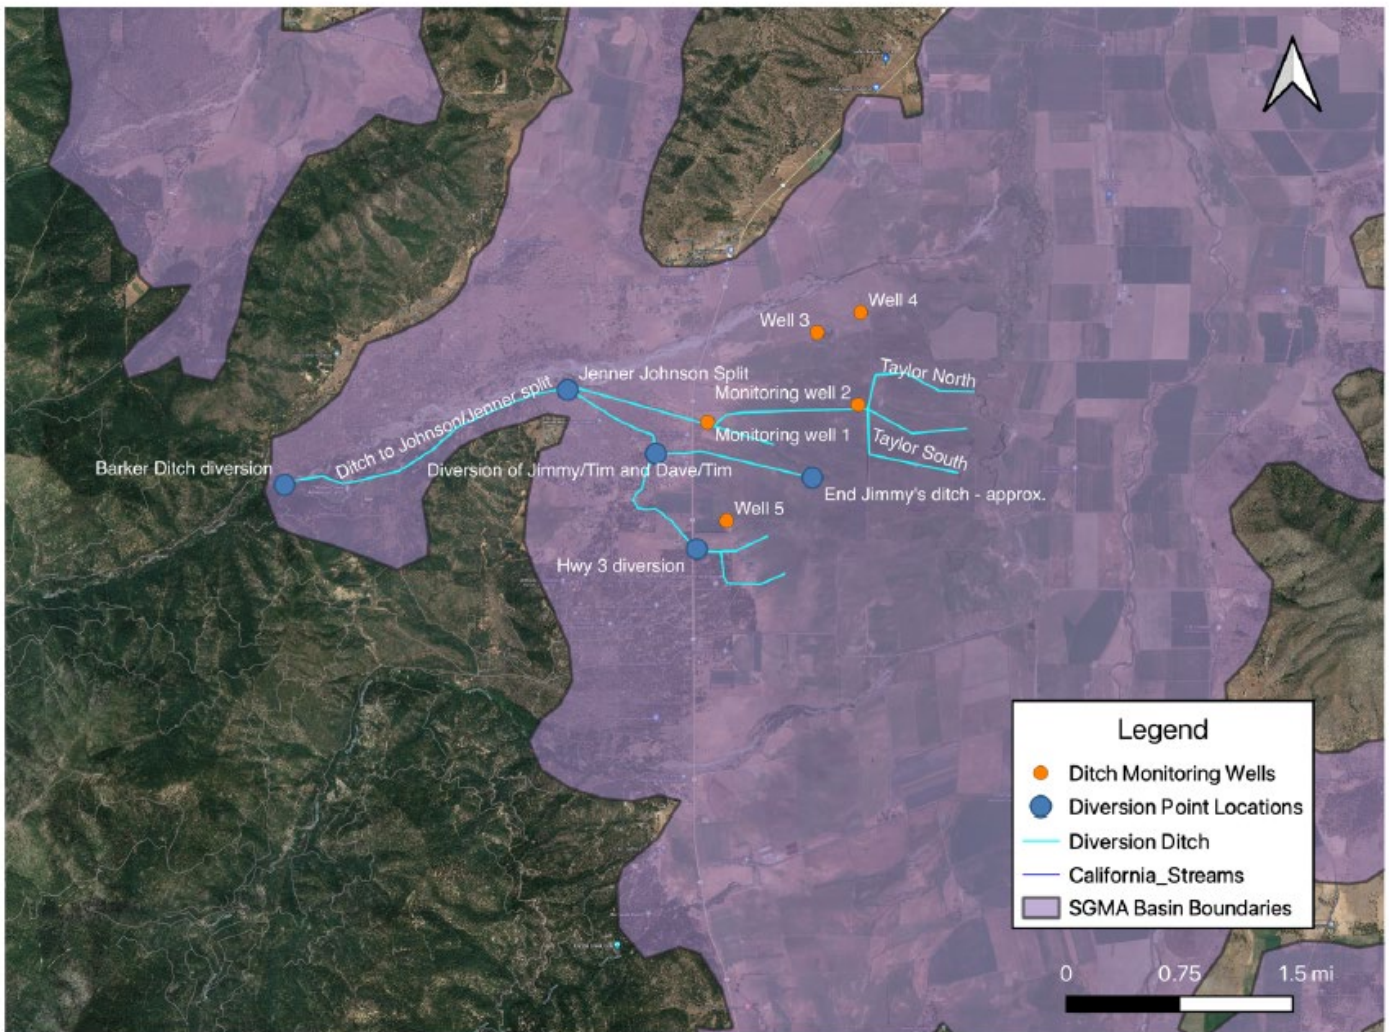 Well 4
Well 3
Jenner Johnson Split
Taylor North
Ditch to Johnson/Jenner split
Monitoring well 2
Monitoring well 1
Taylor South
Barker Ditch diversion
Diversion of Jimmy/Tim and Dave/Tim
End Jimmy's ditch - approx.
Well 5
Hwy 3 diversion
Legend
Ditch Monitoring Wells
Diversion Point Locations
Diversion Ditch
California_Streams
SGMA Basin Boundaries
0 0.75 1.5 mi